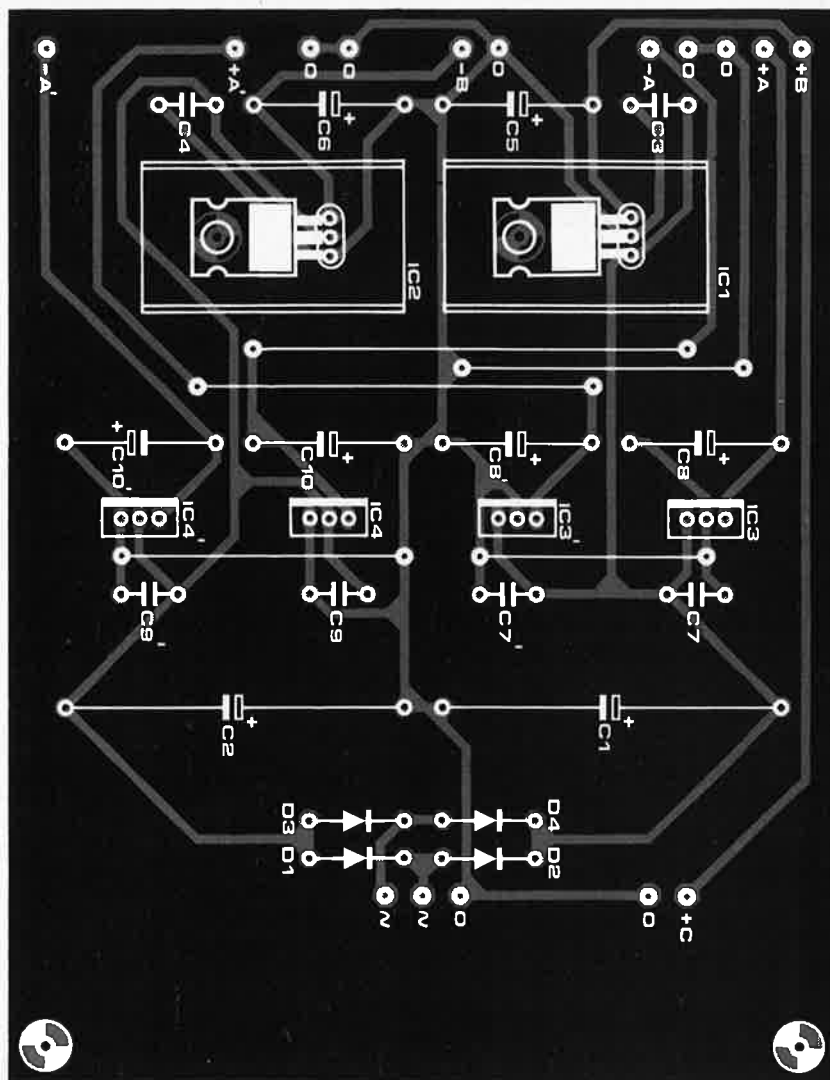 -A'
+A'
0
0
-B
0
-A
0
0
+A
+B
C4
C6
C5
C3
IC2
IC1
C10'
C10
C8'
C8
IC4'
IC4
IC3'
IC3
C9'
C9
C7'
C7
C2
C1
D3
D4
D1
D2
~
~
0
0
+C